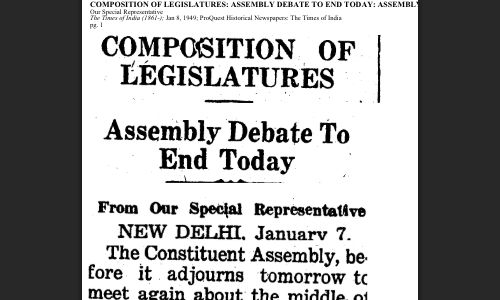 COMPOSITION OF LEGISLATURES: ASSEMBLY DEBATE TO END TODAY: ASSEMBLY
Our Special Representative
The Times of India (1861-); Jan 8, 1949; ProQuest Historical Newspapers: The Times of India
pg. 1
COMPOSITION OF
LEGISLATURES
Assembly Debate To
End Today
From Our Special Representative
NEW DELHI, January 7.
The Constituent Assembly, be-
fore it adjourns tomorrow to
meet again about the middle of